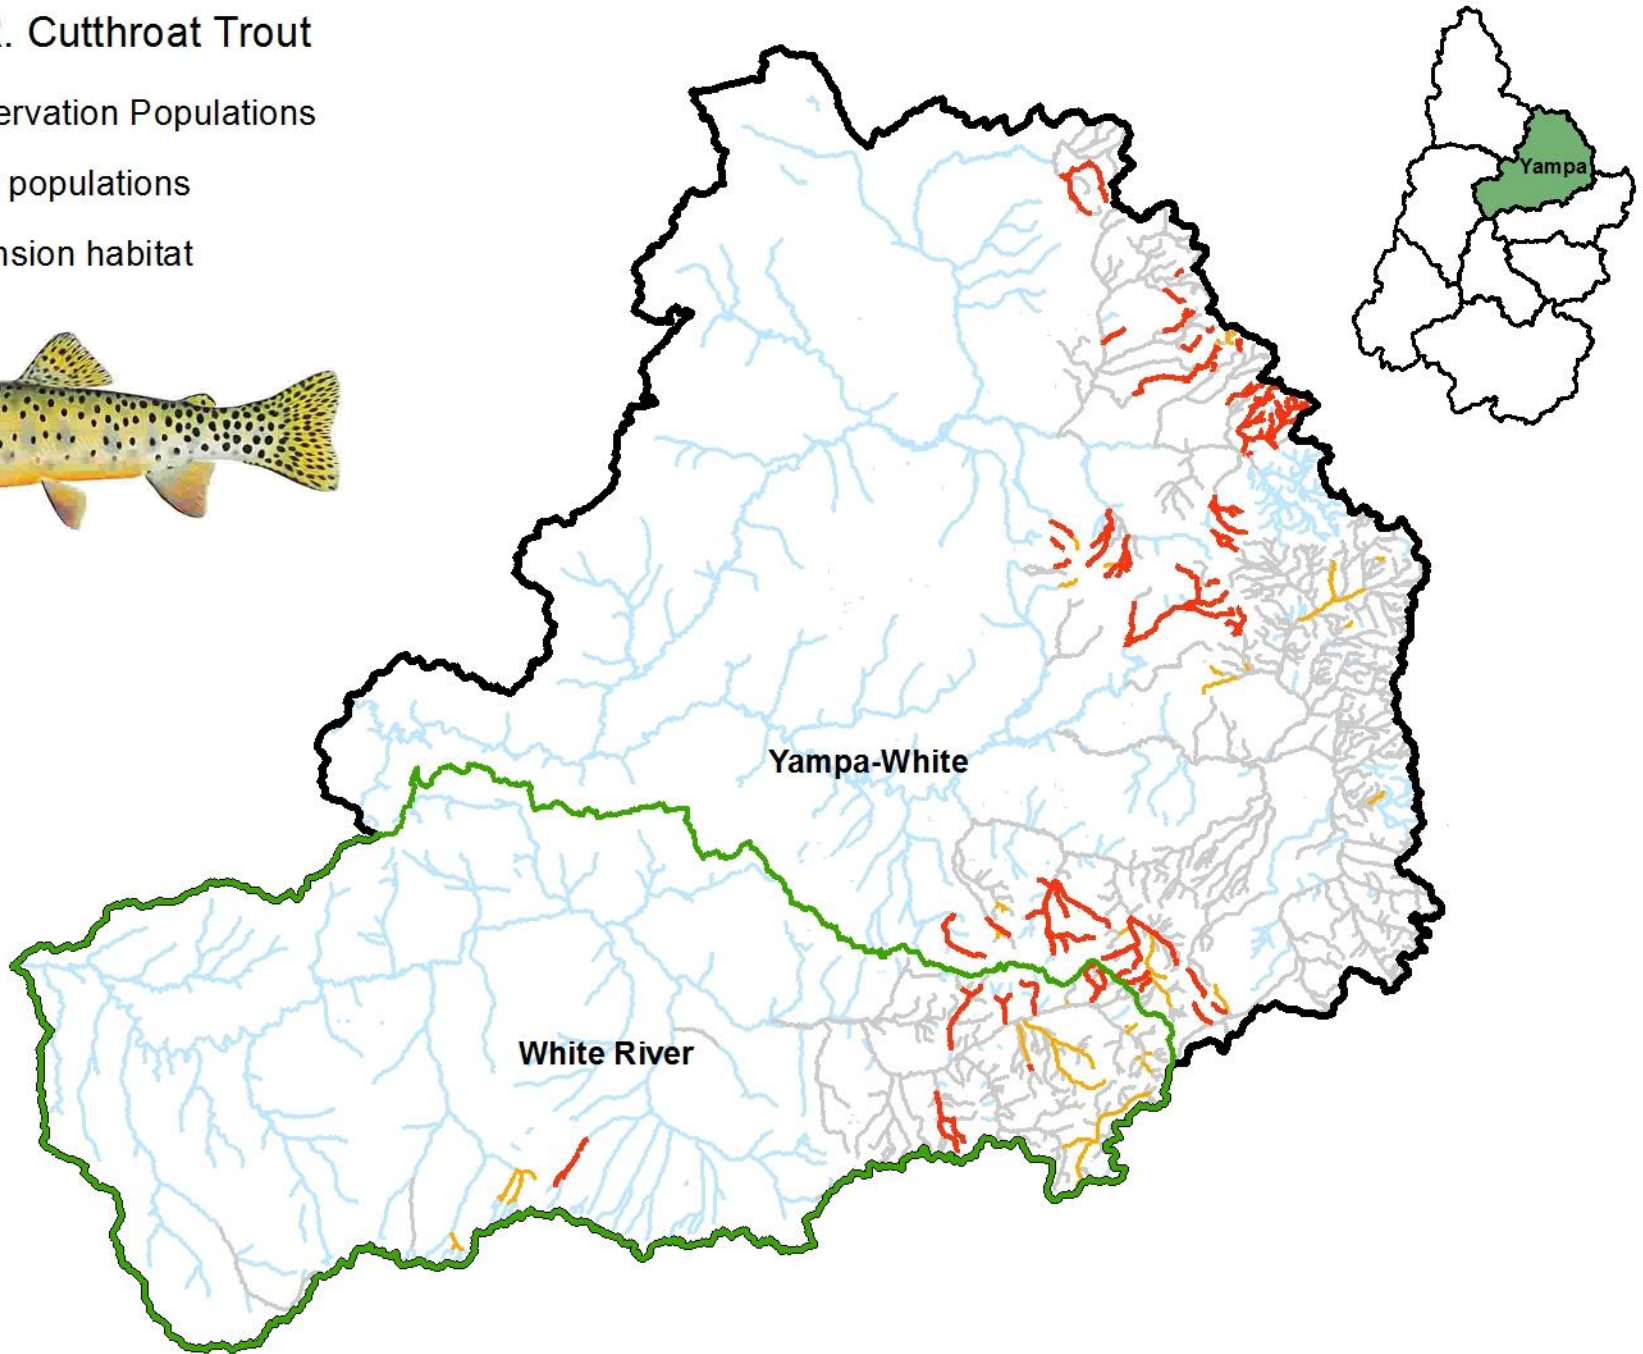 . Cutthroat Trout
ervation Populations
populations
nsion habitat
Yampa
Yampa-White
White River